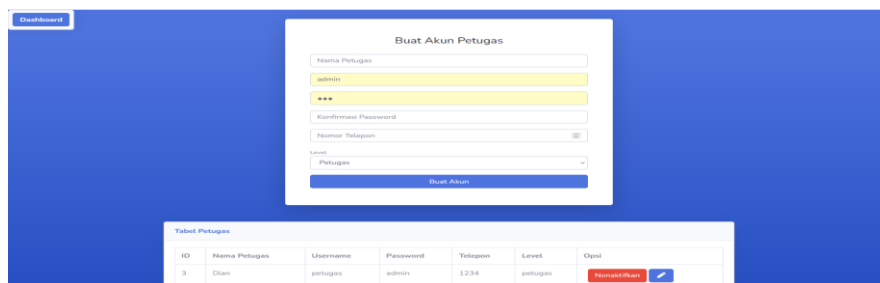 Dashboard
Buat Akun Petugas
Nama Petugas
admin
•••
Konfirmasi Password
Nomor Telepon
Level
Petugas
Buat Akun
Tabel Petugas
ID Nama Petugas Username Password Telepon Level Opsi
3 Dian petugas admin 1234 petugas Nonaktifkan